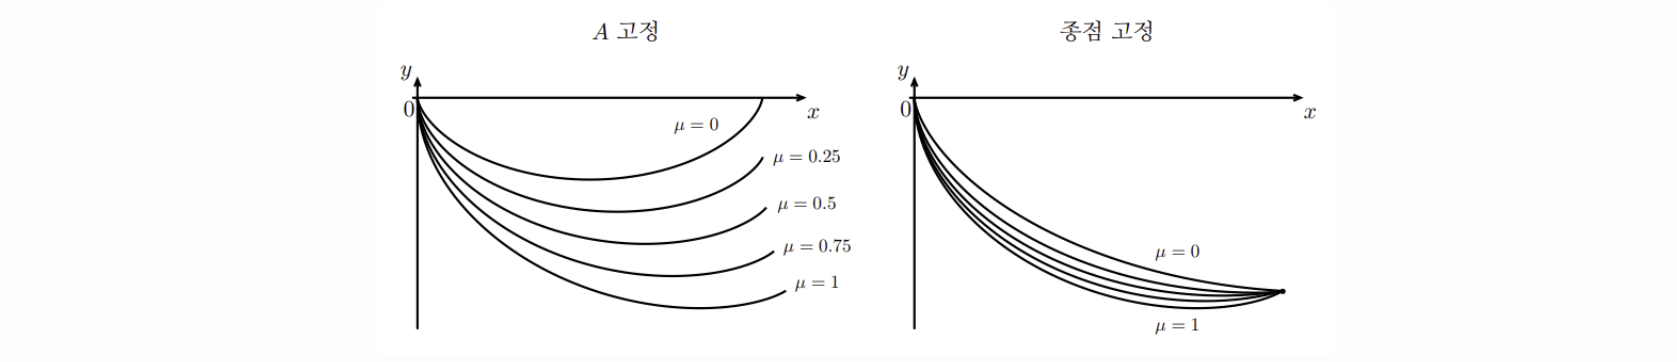 A 고정
y
0
x
μ = 0
μ = 0.25
μ = 0.5
μ = 0.75
μ = 1
종점 고정
y
0
x
μ = 0
μ = 1